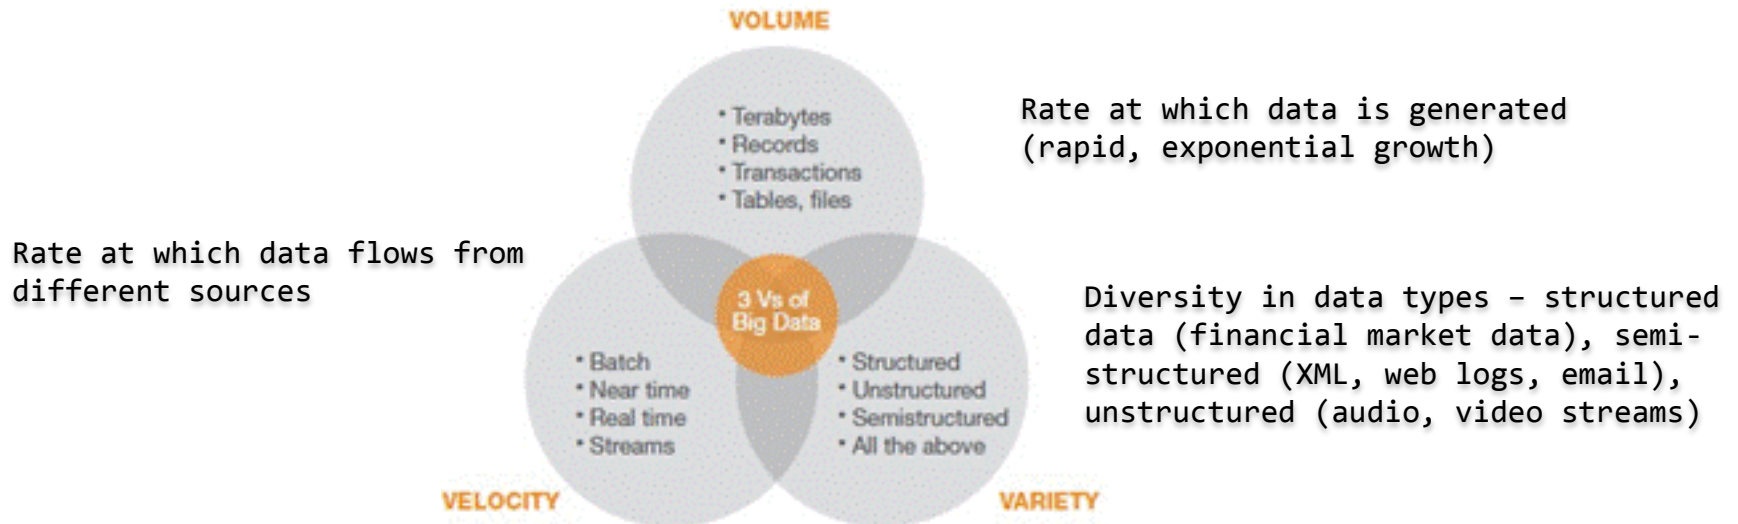 VOLUME
• Terabytes
• Records
• Transactions
• Tables, files
Rate at which data is generated
(rapid, exponential growth)
Rate at which data flows from
different sources
3 Vs of
Big Data
Diversity in data types – structured
data (financial market data), semi-
structured (XML, web logs, email),
unstructured (audio, video streams)
• Batch
• Near time
• Real time
• Streams
• Structured
• Unstructured
• Semistructured
• All the above
VELOCITY
VARIETY